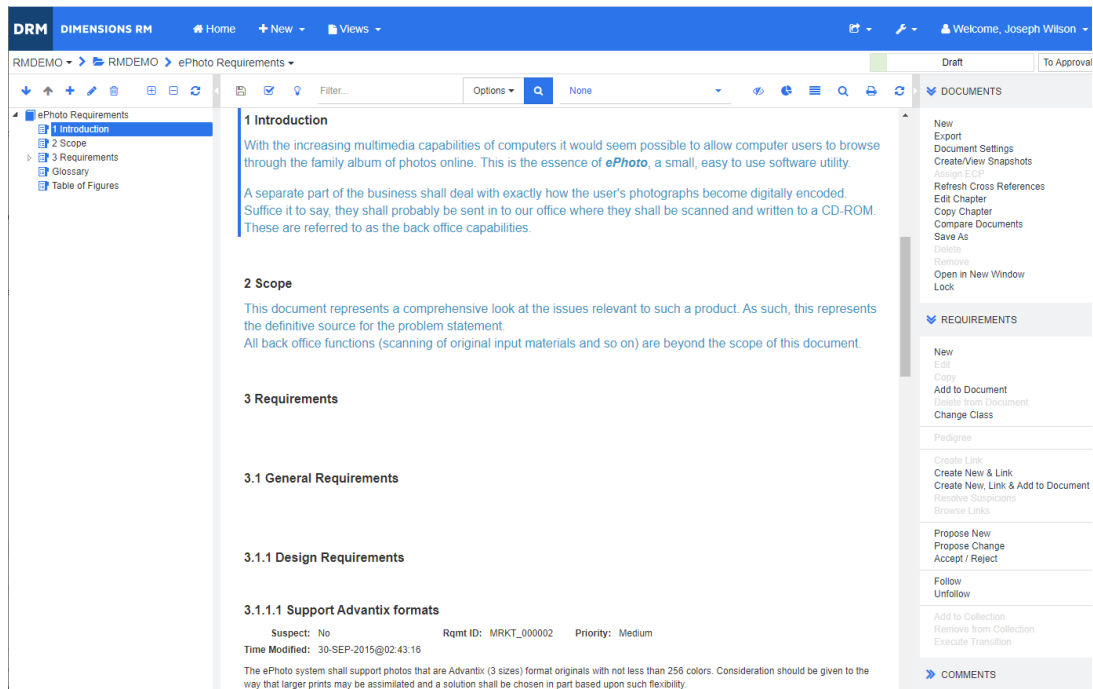 DRM DIMENSIONS RM Home New Views Welcome, Joseph Wilson
RMDEMO RMDEMO ePhoto Requirements Draft To Approval
Filter... Options None
ePhoto Requirements
1 Introduction
2 Scope
3 Requirements
Glossary
Table of Figures
1 Introduction
With the increasing multimedia capabilities of computers it would seem possible to allow computer users to browse
through the family album of photos online. This is the essence of ePhoto, a small, easy to use software utility.
A separate part of the business shall deal with exactly how the user's photographs become digitally encoded.
Suffice it to say, they shall probably be sent in to our office where they shall be scanned and written to a CD-ROM.
These are referred to as the back office capabilities.
2 Scope
This document represents a comprehensive look at the issues relevant to such a product. As such, this represents
the definitive source for the problem statement.
All back office functions (scanning of original input materials and so on) are beyond the scope of this document.
3 Requirements
3.1 General Requirements
3.1.1 Design Requirements
3.1.1.1 Support Advantix formats
Suspect: No Rqmt ID: MRKT_000002 Priority: Medium
Time Modified: 30-SEP-2015@02:43:16
The ePhoto system shall support photos that are Advantix (3 sizes) format originals with not less than 256 colors. Consideration should be given to the
way that larger prints may be assimilated and a solution shall be chosen in part based upon such flexibility.
DOCUMENTS
New
Export
Document Settings
Create/View Snapshots
Assign ECP
Refresh Cross References
Edit Chapter
Copy Chapter
Compare Documents
Save As
Delete
Remove
Open in New Window
Lock
REQUIREMENTS
New
Edit
Copy
Add to Document
Delete from Document
Change Class
Pedigree
Create Link
Create New & Link
Create New, Link & Add to Document
Resolve Suspicions
Browse Links
Propose New
Propose Change
Accept / Reject
Follow
Unfollow
Add to Collection
Remove from Collection
Execute Transition
COMMENTS